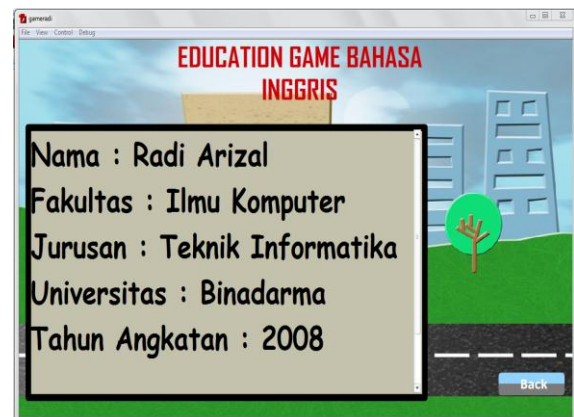 gameradi
File View Control Debug
EDUCATION GAME BAHASA
INGGRIS
Nama : Radi Arizal
Fakultas : Ilmu Komputer
Jurusan : Teknik Informatika
Universitas : Binadarma
Tahun Angkatan : 2008
Back